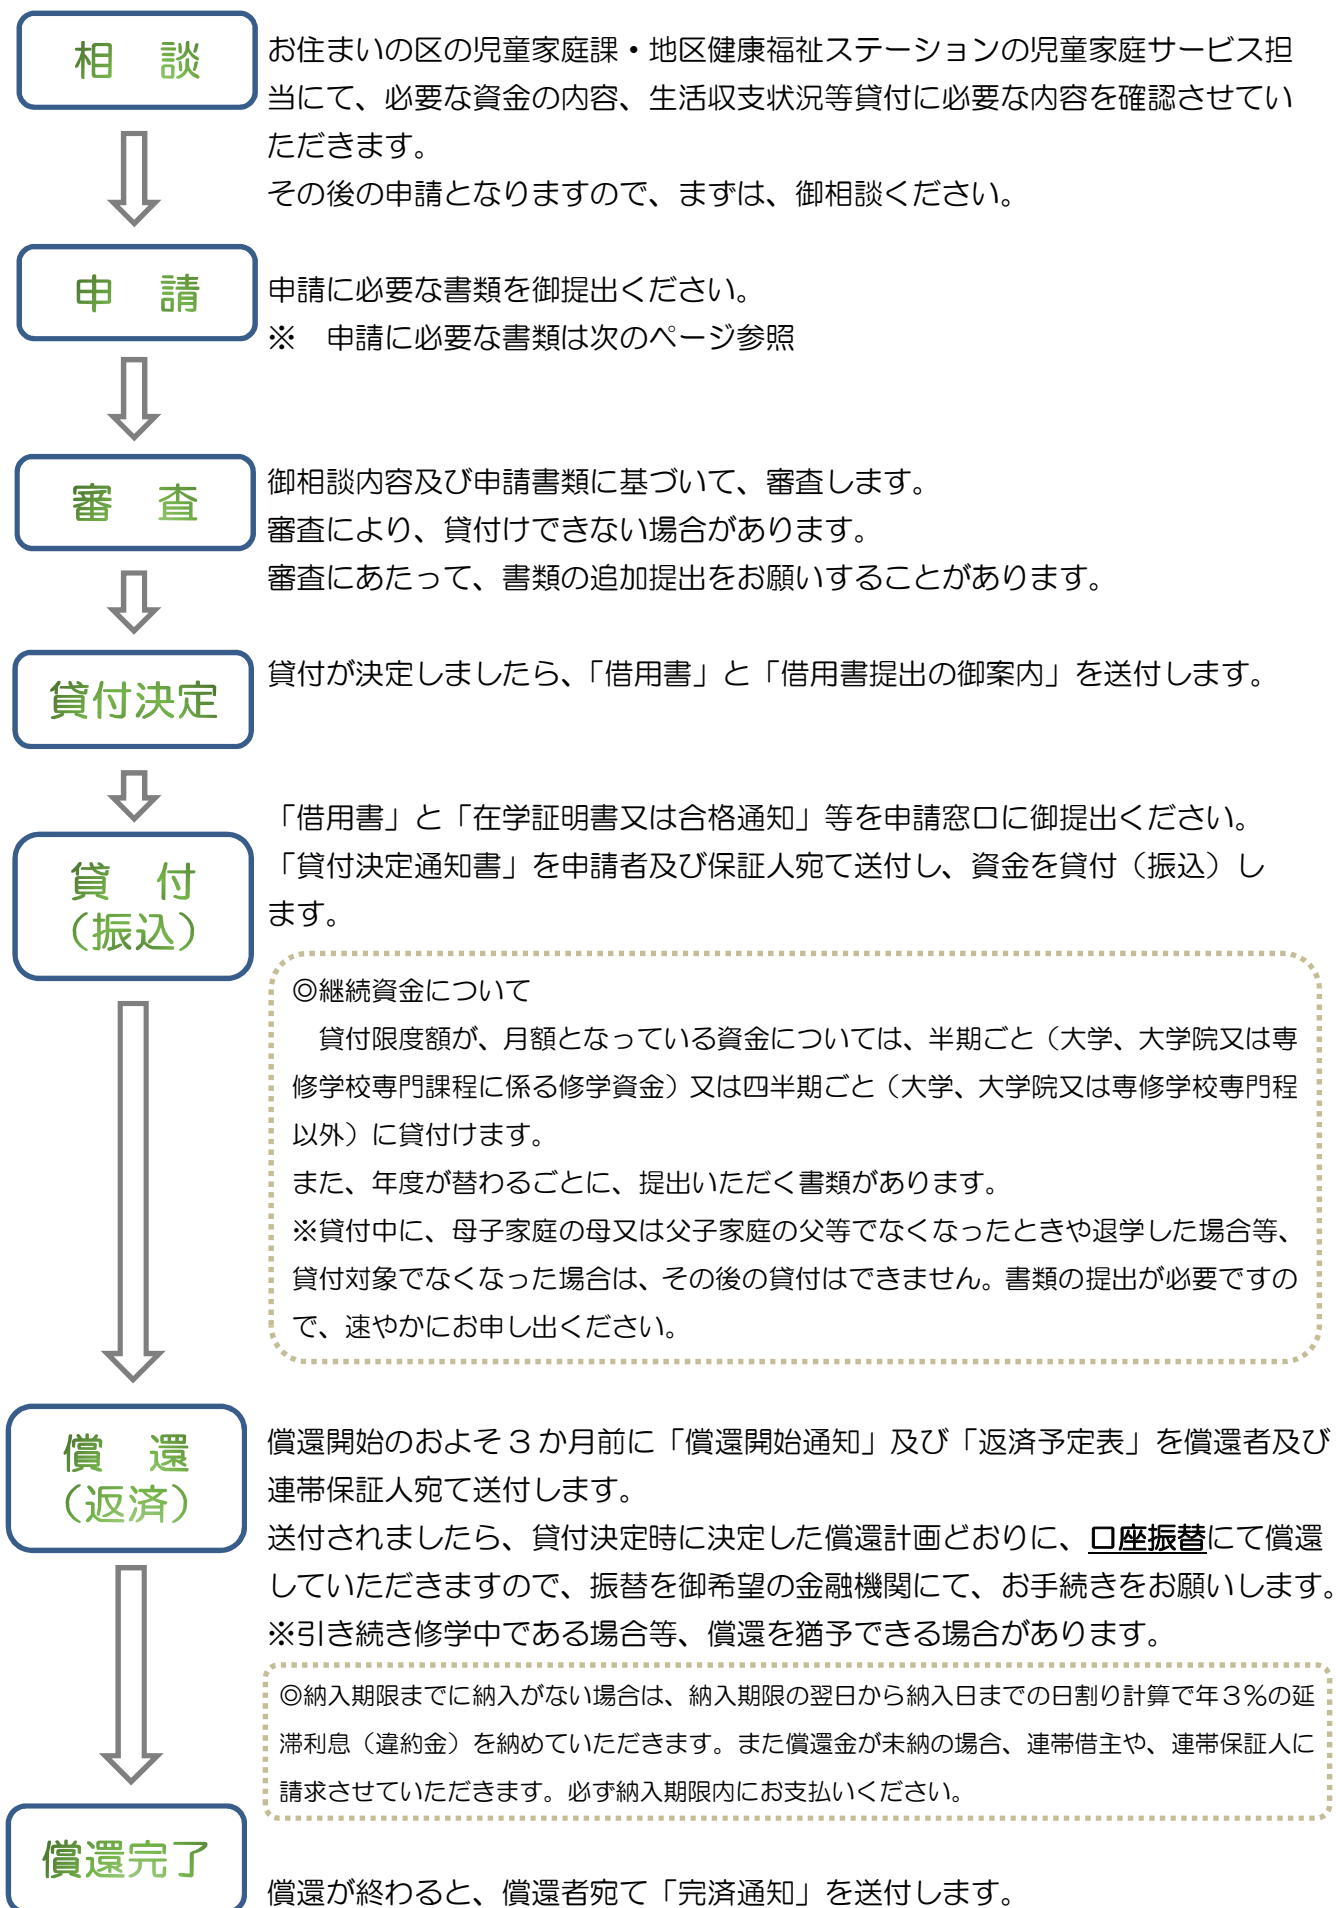 相　談
お住まいの区の児童家庭課・地区健康福祉ステーションの児童家庭サービス担
当にて、必要な資金の内容、生活収支状況等貸付に必要な内容を確認させてい
ただきます。
その後の申請となりますので、まずは、御相談ください。
申　請
申請に必要な書類を御提出ください。
※　申請に必要な書類は次のページ参照
審　査
御相談内容及び申請書類に基づいて、審査します。
審査により、貸付けできない場合があります。
審査にあたって、書類の追加提出をお願いすることがあります。
貸付決定
貸付が決定しましたら、「借用書」と「借用書提出の御案内」を送付します。
貸　付
（振込）
「借用書」と「在学証明書又は合格通知」等を申請窓口に御提出ください。
「貸付決定通知書」を申請者及び保証人宛て送付し、資金を貸付（振込）し
ます。
◎継続資金について
　貸付限度額が、月額となっている資金については、半期ごと（大学、大学院又は専
修学校専門課程に係る修学資金）又は四半期ごと（大学、大学院又は専修学校専門程
以外）に貸付けます。
また、年度が替わるごとに、提出いただく書類があります。
※貸付中に、母子家庭の母又は父子家庭の父等でなくなったときや退学した場合等、
貸付対象でなくなった場合は、その後の貸付はできません。書類の提出が必要ですの
で、速やかにお申し出ください。
償　還
（返済）
償還開始のおよそ３か月前に「償還開始通知」及び「返済予定表」を償還者及び
連帯保証人宛て送付します。
送付されましたら、貸付決定時に決定した償還計画どおりに、口座振替にて償還
していただきますので、振替を御希望の金融機関にて、お手続きをお願いします。
※引き続き修学中である場合等、償還を猶予できる場合があります。
◎納入期限までに納入がない場合は、納入期限の翌日から納入日までの日割り計算で年３％の延
滞利息（違約金）を納めていただきます。また償還金が未納の場合、連帯借主や、連帯保証人に
請求させていただきます。必ず納入期限内にお支払いください。
償還完了
償還が終わると、償還者宛て「完済通知」を送付します。